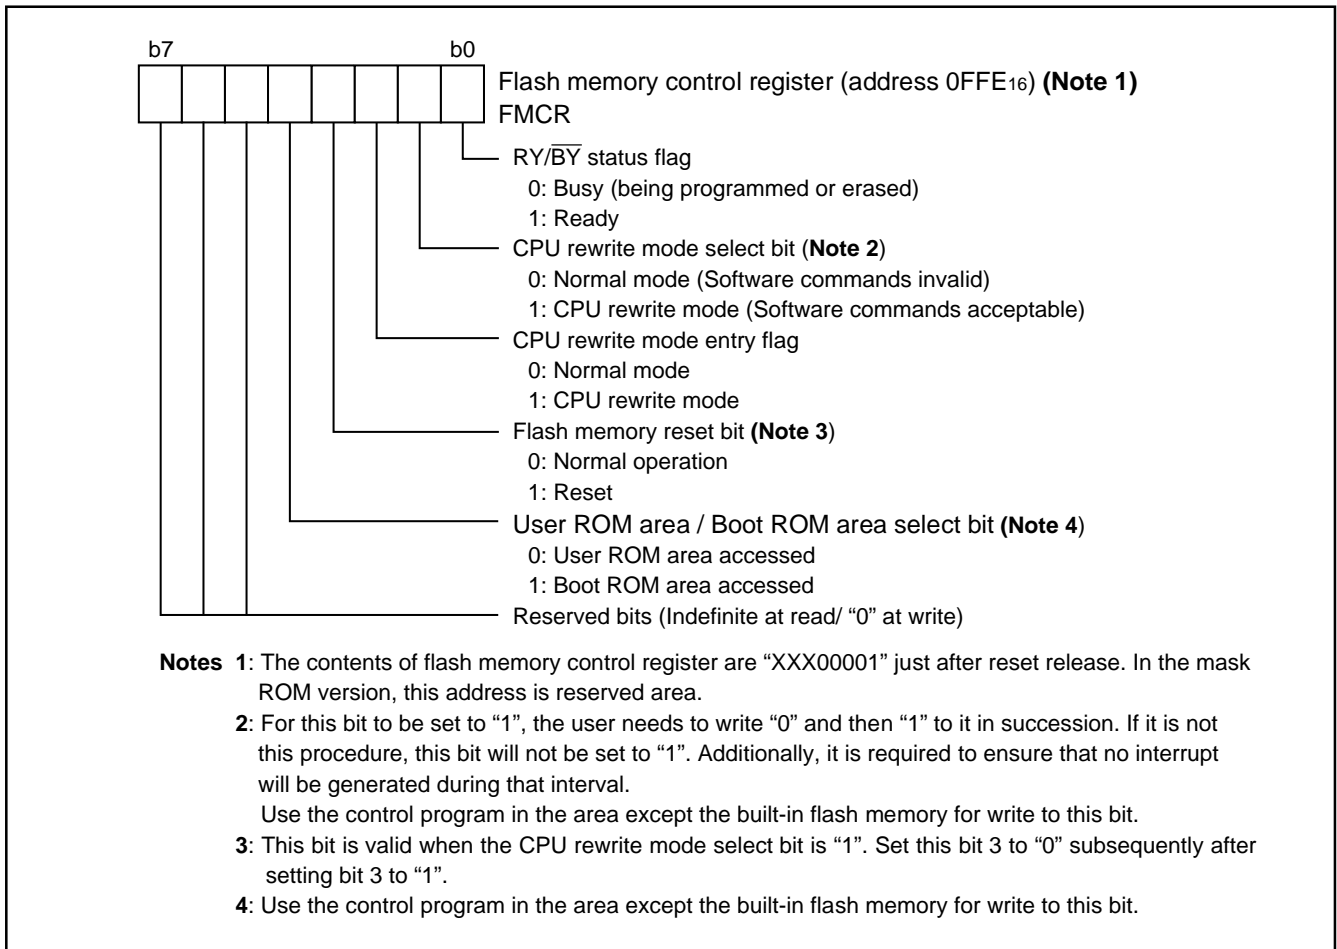 b7 b0
Flash memory control register (address 0FFE16) (Note 1)
FMCR
RY/B̅Y̅ status flag
0: Busy (being programmed or erased)
1: Ready
CPU rewrite mode select bit (Note 2)
0: Normal mode (Software commands invalid)
1: CPU rewrite mode (Software commands acceptable)
CPU rewrite mode entry flag
0: Normal mode
1: CPU rewrite mode
Flash memory reset bit (Note 3)
0: Normal operation
1: Reset
User ROM area / Boot ROM area select bit (Note 4)
0: User ROM area accessed
1: Boot ROM area accessed
Reserved bits (Indefinite at read/ “0” at write)
Notes 1: The contents of flash memory control register are “XXX00001” just after reset release. In the mask
ROM version, this address is reserved area.
2: For this bit to be set to “1”, the user needs to write “0” and then “1” to it in succession. If it is not
this procedure, this bit will not be set to “1”. Additionally, it is required to ensure that no interrupt
will be generated during that interval.
Use the control program in the area except the built-in flash memory for write to this bit.
3: This bit is valid when the CPU rewrite mode select bit is “1”. Set this bit 3 to “0” subsequently after
setting bit 3 to “1”.
4: Use the control program in the area except the built-in flash memory for write to this bit.